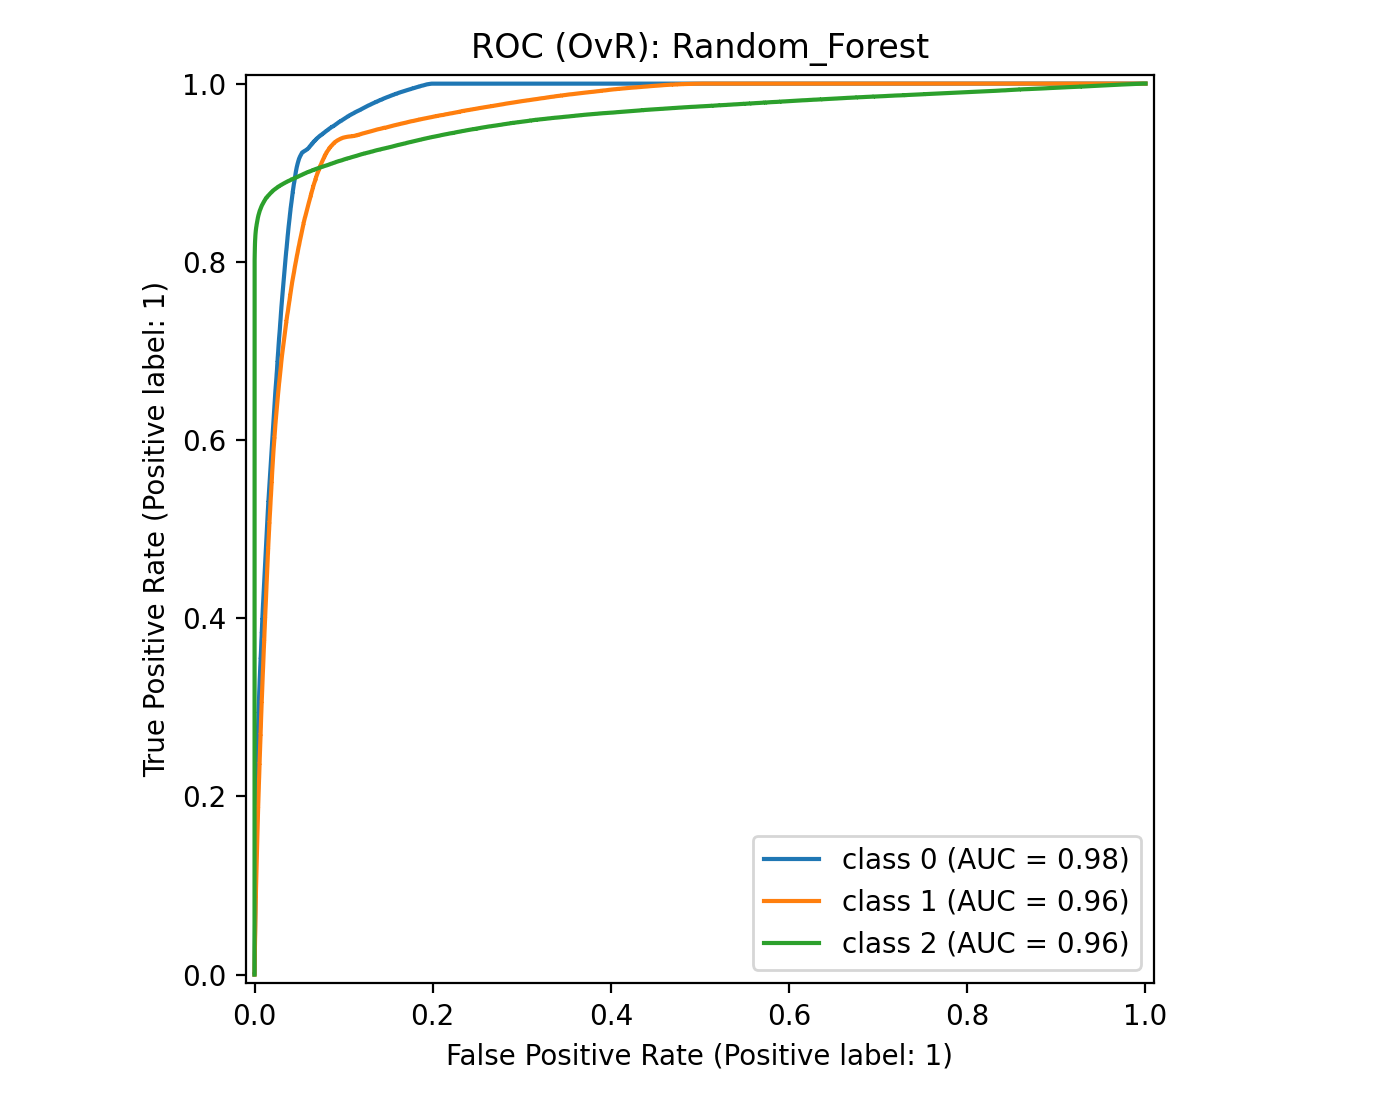 ROC (OvR): Random_Forest
True Positive Rate (Positive label: 1)
1.0
0.8
0.6
0.4
0.2
0.0
class 0 (AUC = 0.98)
class 1 (AUC = 0.96)
class 2 (AUC = 0.96)
0.0 0.2 0.4 0.6 0.8 1.0
False Positive Rate (Positive label: 1)